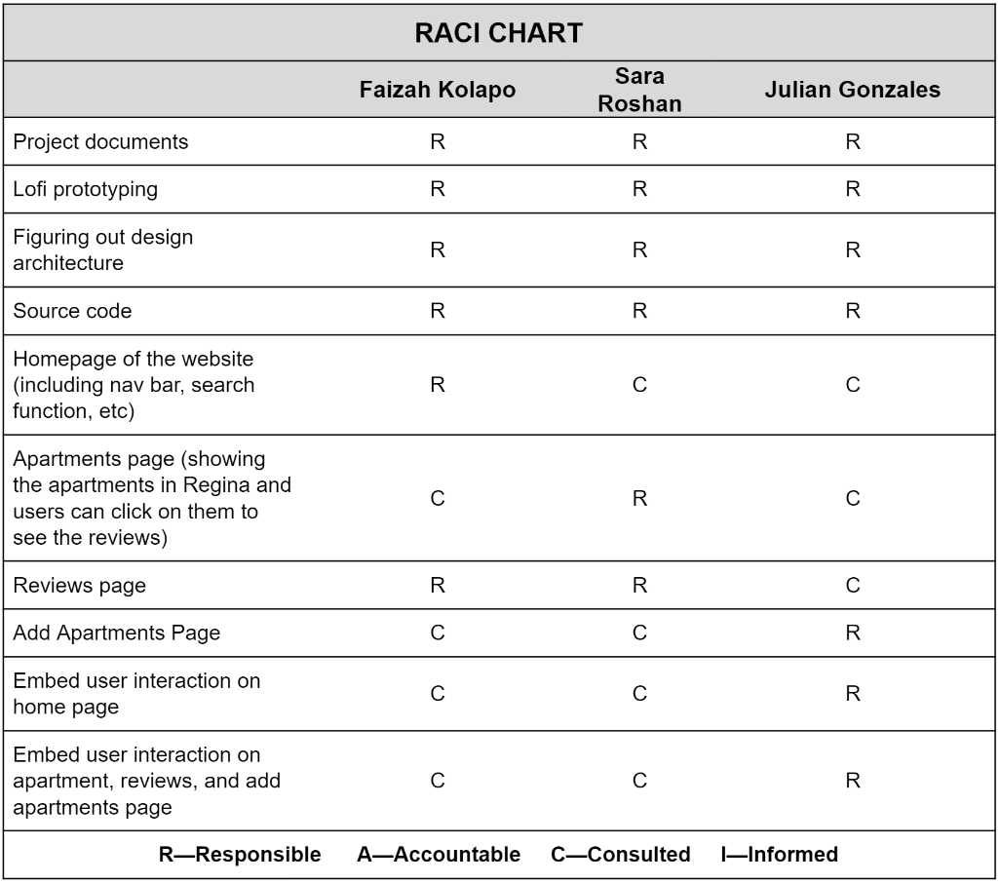 RACI CHART
Faizah Kolapo Sara Roshan Julian Gonzales
Project documents R R R
Lofi prototyping R R R
Figuring out design
architecture R R R
Source code R R R
Homepage of the website
(including nav bar, search R C C
function, etc)
Apartments page (showing
the apartments in Regina and
users can click on them to C R C
see the reviews)
Reviews page R R C
Add Apartments Page C C R
Embed user interaction on
home page C C R
Embed user interaction on
apartment, reviews, and add C C R
apartments page
R—Responsible A—Accountable C—Consulted I—Informed